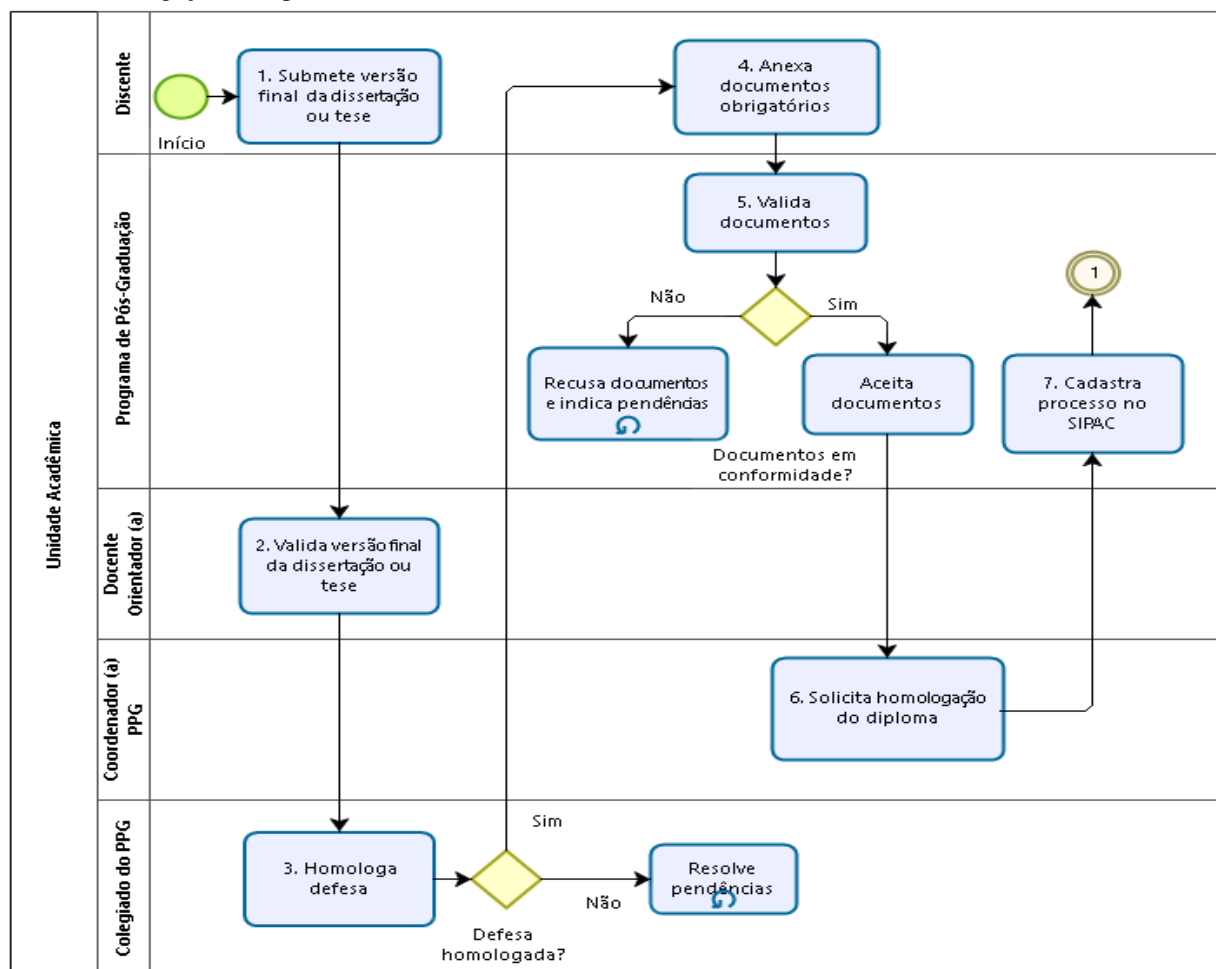 Unidade Acadêmica
Discente
Início
1. Submete versão
final da dissertação
ou tese
4. Anexa
documentos
obrigatórios
Programa de Pós-Graduação
5. Valida
documentos
Não
Sim
Recusa documentos
e indica pendências
Aceita
documentos
Documentos em
conformidade?
7. Cadastra
processo no
SIPAC
1
Docente
Orientador (a)
2. Valida versão final
da dissertação ou
tese
Coordenador (a)
PPG
6. Solicita homologação
do diploma
Colegiado do PPG
3. Homologa
defesa
Sim
Não
Defesa
homologada?
Resolve
pendências